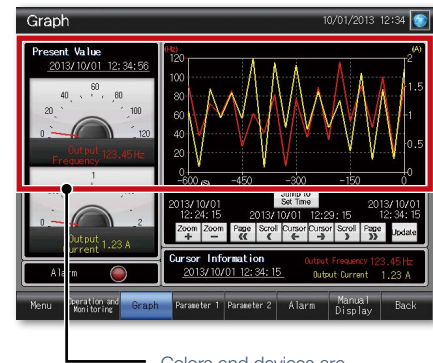 Graph
10/01/2013 12:34
Present Value
2013/10/01 12:34:56
0 20 40 60 80 100 120
Output Frequency 123.45 Hz
0 1 2
Output Current 1.23 A
Alarm
(Hz) (A)
120 2
100
80 1.5
60 1
40
20 0.5
0 0
-600 -450 -300 -150 0
Jump to
Set Time
2013/10/01 12:24:15
2013/10/01 12:29:15
2013/10/01 12:34:15
Zoom + Zoom - Page « Scroll ‹ Cursor ← Cursor → Scroll › Page » Update
Cursor Information
2013/10/01 12:34:15
Output Frequency 123.45 Hz
Output Current 1.23 A
Menu Operation and Monitoring Graph Parameter 1 Parameter 2 Alarm Manual Display Back
Colors and devices are